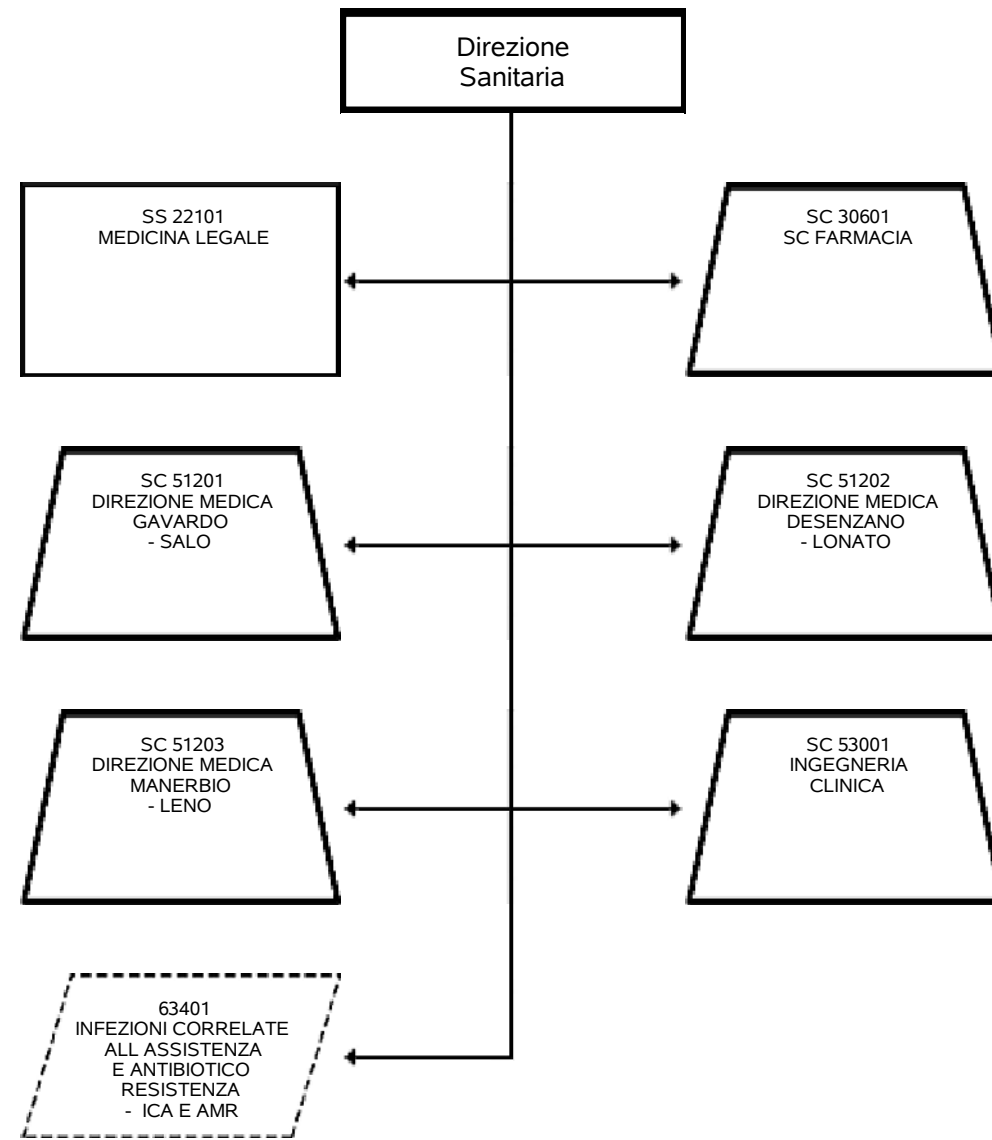 Direzione
Sanitaria
SS 22101
MEDICINA LEGALE
SC 30601
SC FARMACIA
SC 51201
DIREZIONE MEDICA
GAVARDO
- SALO
SC 51202
DIREZIONE MEDICA
DESENZANO
- LONATO
SC 51203
DIREZIONE MEDICA
MANERBIO
- LENO
SC 53001
INGEGNERIA
CLINICA
63401
INFEZIONI CORRELATE
ALL ASSISTENZA
E ANTIBIOTICO
RESISTENZA
- ICA E AMR